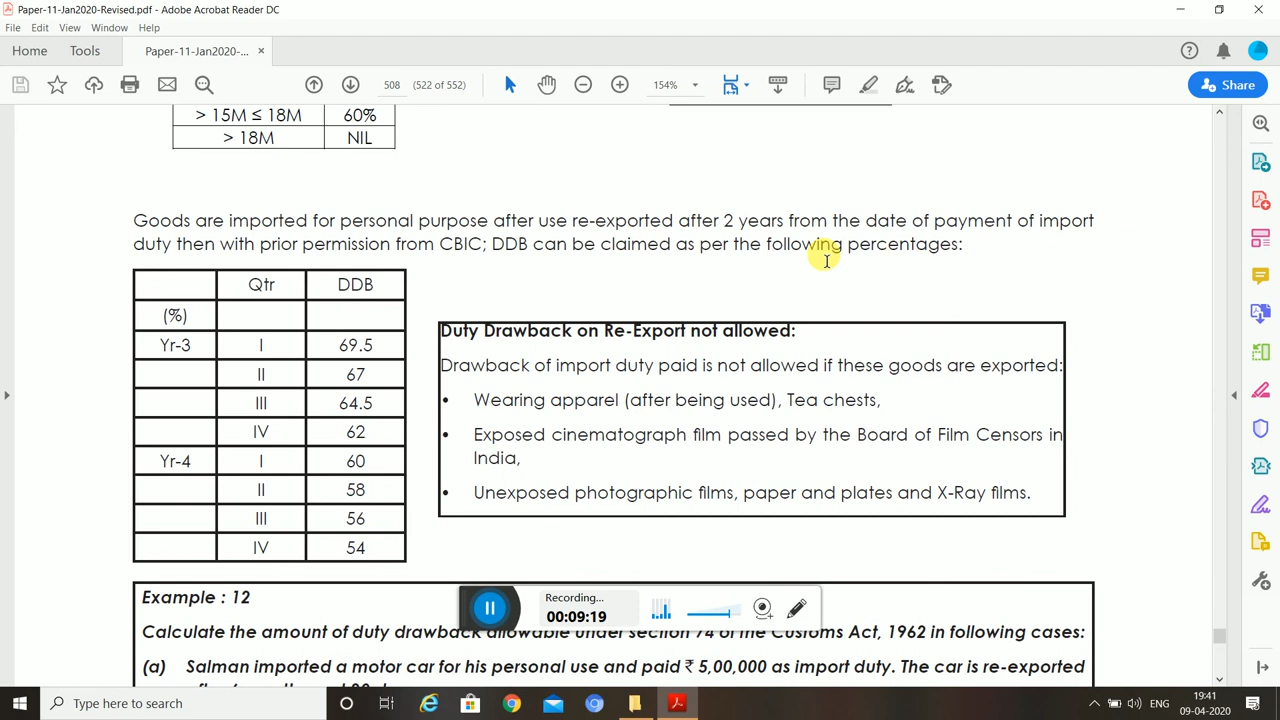 Paper-11-Jan2020-Revised.pdf - Adobe Acrobat Reader DC
File Edit View Window Help
Home Tools Paper-11-Jan2020-... ×
508 (522 of 552) 154% Share
> 15M ≤ 18M 60%
> 18M NIL
Goods are imported for personal purpose after use re-exported after 2 years from the date of payment of import
duty then with prior permission from CBIC; DDB can be claimed as per the following percentages:
Qtr DDB
(%)
Yr-3 I 69.5
II 67
III 64.5
IV 62
Yr-4 I 60
II 58
III 56
IV 54
Duty Drawback on Re-Export not allowed:
Drawback of import duty paid is not allowed if these goods are exported:
• Wearing apparel (after being used), Tea chests,
• Exposed cinematograph film passed by the Board of Film Censors in
India,
• Unexposed photographic films, paper and plates and X-Ray films.
Example : 12
Calculate the amount of duty drawback allowable under section 74 of the Customs Act, 1962 in following cases:
(a) Salman imported a motor car for his personal use and paid ₹ 5,00,000 as import duty. The car is re-exported
Recording...
00:09:19
Type here to search
ENG
19:41
09-04-2020